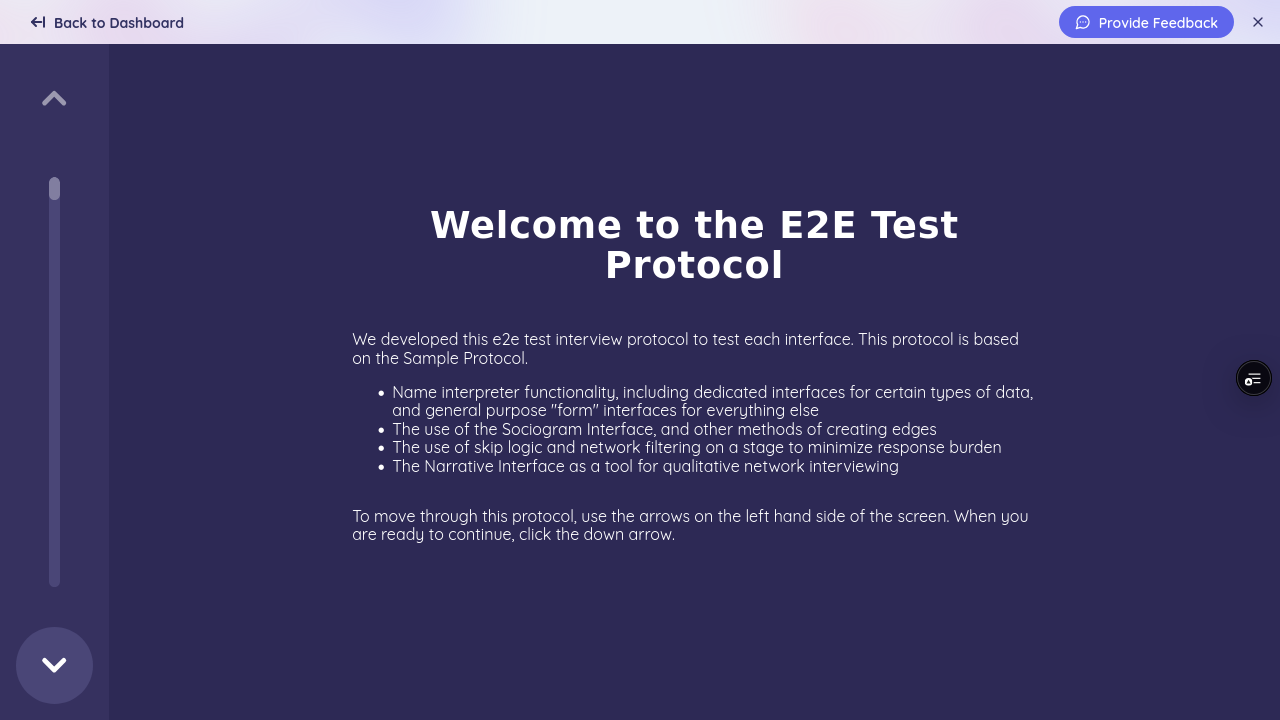 Back to Dashboard
Provide Feedback
Welcome to the E2E Test
Protocol
We developed this e2e test interview protocol to test each interface. This protocol is based
on the Sample Protocol.
• Name interpreter functionality, including dedicated interfaces for certain types of data,
and general purpose "form" interfaces for everything else
• The use of the Sociogram Interface, and other methods of creating edges
• The use of skip logic and network filtering on a stage to minimize response burden
• The Narrative Interface as a tool for qualitative network interviewing
To move through this protocol, use the arrows on the left hand side of the screen. When you
are ready to continue, click the down arrow.